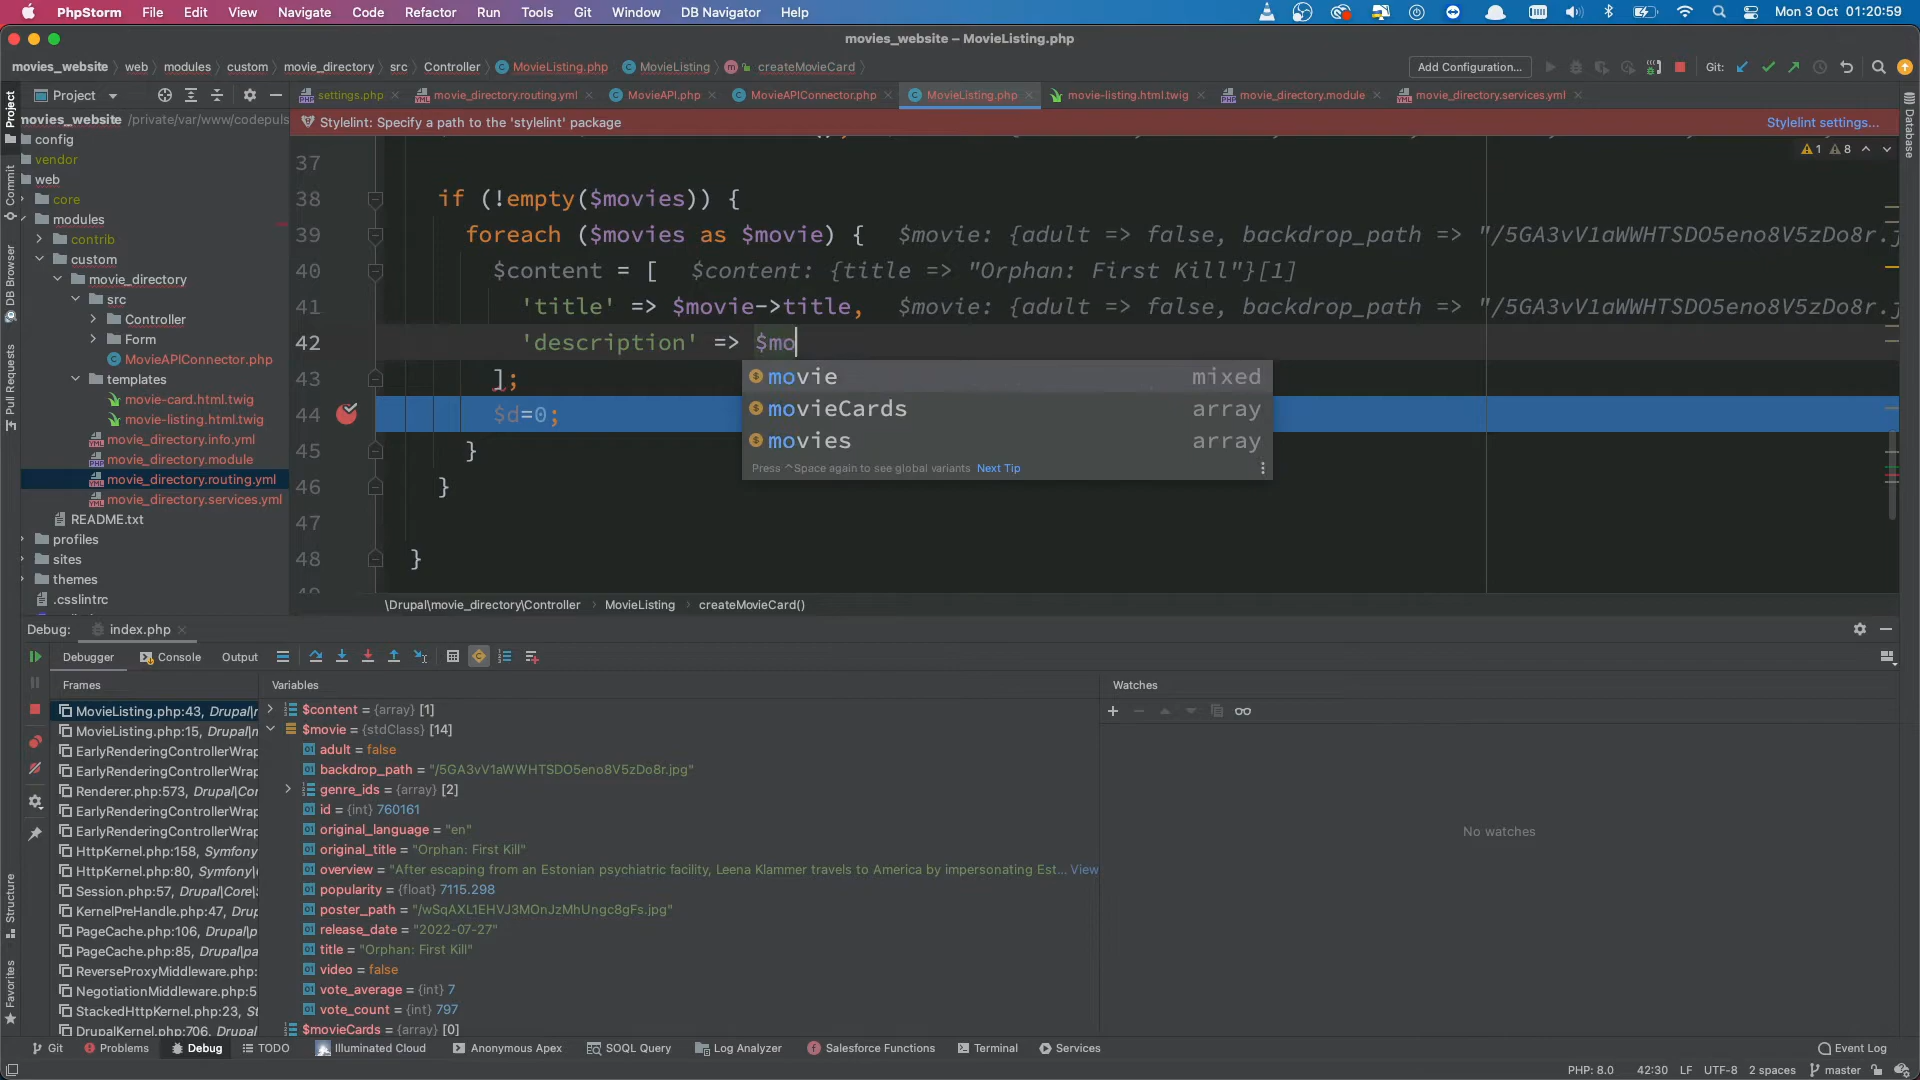 PhpStorm File Edit View Navigate Code Refactor Run Tools Git Window DB Navigator Help Mon 3 Oct 01:20:59
movies_website – MovieListing.php
movies_website › web › modules › custom › movie_directory › src › Controller › MovieListing.php › MovieListing › createMovieCard
Add Configuration... Git:
Project
settings.php movie_directory.routing.yml MovieAPI.php MovieAPIConnector.php MovieListing.php movie-listing.html.twig movie_directory.module movie_directory.services.yml
movies_website /private/var/www/codepuls
Stylelint: Specify a path to the 'stylelint' package Stylelint settings...
1 8
config
vendor
web
core
modules
contrib
custom
movie_directory
src
Controller
Form
MovieAPIConnector.php
templates
movie-card.html.twig
movie-listing.html.twig
movie_directory.info.yml
movie_directory.module
movie_directory.routing.yml
movie_directory.services.yml
README.txt
profiles
sites
themes
.csslintrc
Project
Commit
DB Browser
Pull Requests
Structure
Favorites
Database
37
38 if (!empty($movies)) {
39 foreach ($movies as $movie) { $movie: {adult => false, backdrop_path => "/5GA3vV1aWWHTSDO5eno8V5zDo8r.j
40 $content = [ $content: {title => "Orphan: First Kill"}[1]
41 'title' => $movie->title, $movie: {adult => false, backdrop_path => "/5GA3vV1aWWHTSDO5eno8V5zDo8r.j
42 'description' => $mo
43 ];
44 $d=0;
45 }
46 }
47
48 }
movie mixed
movieCards array
movies array
Press ^Space again to see global variants Next Tip
\Drupal\movie_directory\Controller › MovieListing › createMovieCard()
Debug: index.php
Debugger Console Output
Frames
MovieListing.php:43, Drupal\
MovieListing.php:15, Drupal\
EarlyRenderingControllerWrap
EarlyRenderingControllerWrap
Renderer.php:573, Drupal\Co
EarlyRenderingControllerWrap
EarlyRenderingControllerWrap
HttpKernel.php:158, Symfony
HttpKernel.php:80, Symfony\
Session.php:57, Drupal\Core\
KernelPreHandle.php:47, Drup
PageCache.php:106, Drupal\p
PageCache.php:85, Drupal\pa
ReverseProxyMiddleware.php:
NegotiationMiddleware.php:5
StackedHttpKernel.php:23, St
DrupalKernel.php:706, Drupal\
Variables
$content = {array} [1]
$movie = {stdClass} [14]
adult = false
backdrop_path = "/5GA3vV1aWWHTSDO5eno8V5zDo8r.jpg"
genre_ids = {array} [2]
id = {int} 760161
original_language = "en"
original_title = "Orphan: First Kill"
overview = "After escaping from an Estonian psychiatric facility, Leena Klammer travels to America by impersonating Est... View
popularity = {float} 7115.298
poster_path = "/wSqAXL1EHVJ3MOnJzMhUngc8gFs.jpg"
release_date = "2022-07-27"
title = "Orphan: First Kill"
video = false
vote_average = {int} 7
vote_count = {int} 797
$movieCards = {array} [0]
Watches
No watches
Git Problems Debug TODO Illuminated Cloud Anonymous Apex SOQL Query Log Analyzer Salesforce Functions Terminal Services Event Log
PHP: 8.0 42:30 LF UTF-8 2 spaces master